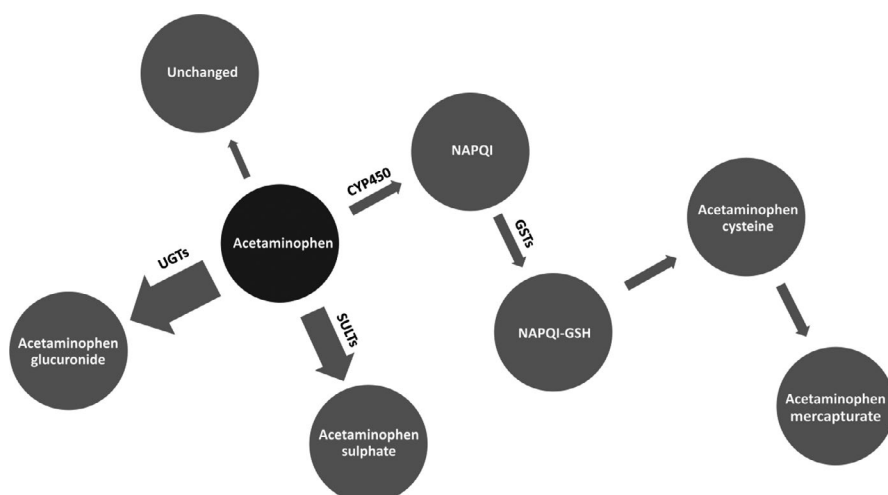 Unchanged
NAPQI
CYP450
Acetaminophen
cysteine
Acetaminophen
GSTs
UGTs
SULTs
NAPQI-GSH
Acetaminophen
glucuronide
Acetaminophen
mercapturate
Acetaminophen
sulphate